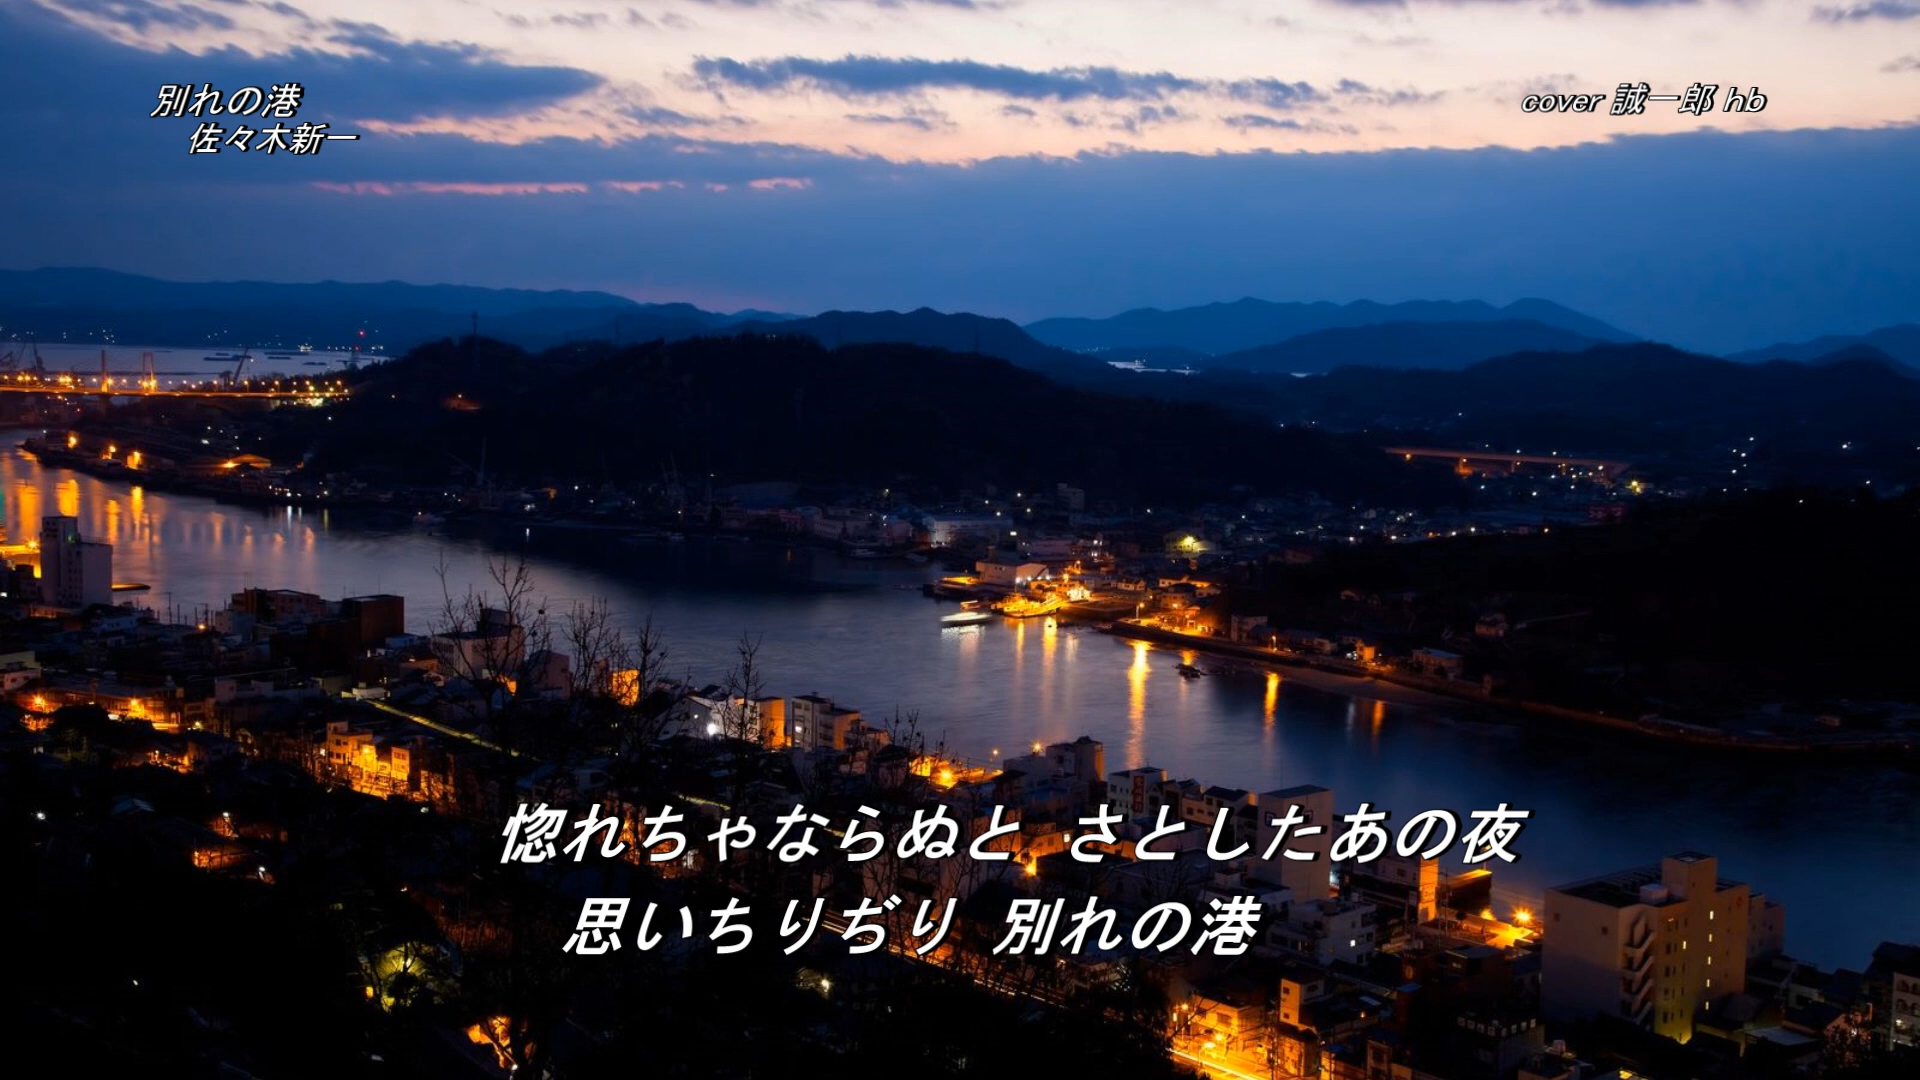 別れの港
佐々木新一
cover 誠一郎 hb
惚れちゃならぬと さとしたあの夜
思いちりぢり 別れの港